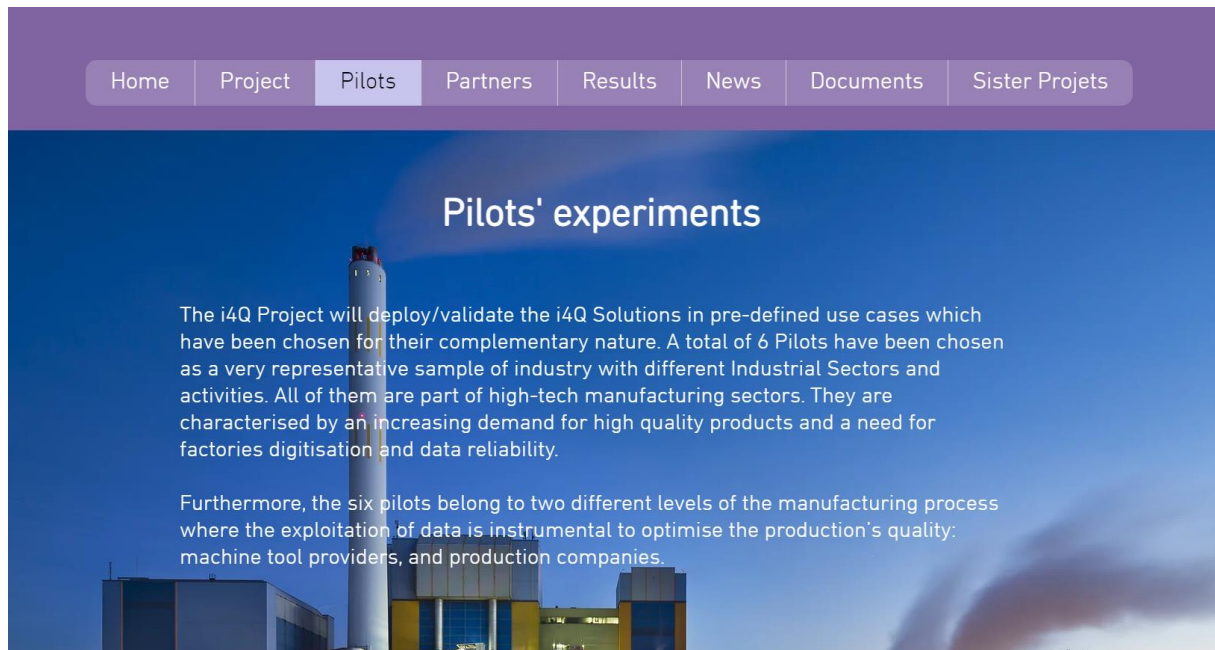 Home Project Pilots Partners Results News Documents Sister Projets
Pilots' experiments
The i4Q Project will deploy/validate the i4Q Solutions in pre-defined use cases which
have been chosen for their complementary nature. A total of 6 Pilots have been chosen
as a very representative sample of industry with different Industrial Sectors and
activities. All of them are part of high-tech manufacturing sectors. They are
characterised by an increasing demand for high quality products and a need for
factories digitisation and data reliability.
Furthermore, the six pilots belong to two different levels of the manufacturing process
where the exploitation of data is instrumental to optimise the production's quality:
machine tool providers, and production companies.